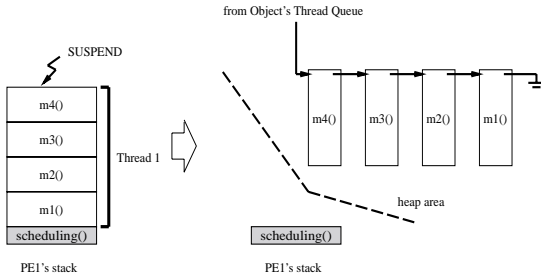 from Object's Thread Queue
SUSPEND
m4()
m3()
m2()
m1()
scheduling()
Thread 1
PE1's stack
m4()
m3()
m2()
m1()
heap area
scheduling()
PE1's stack